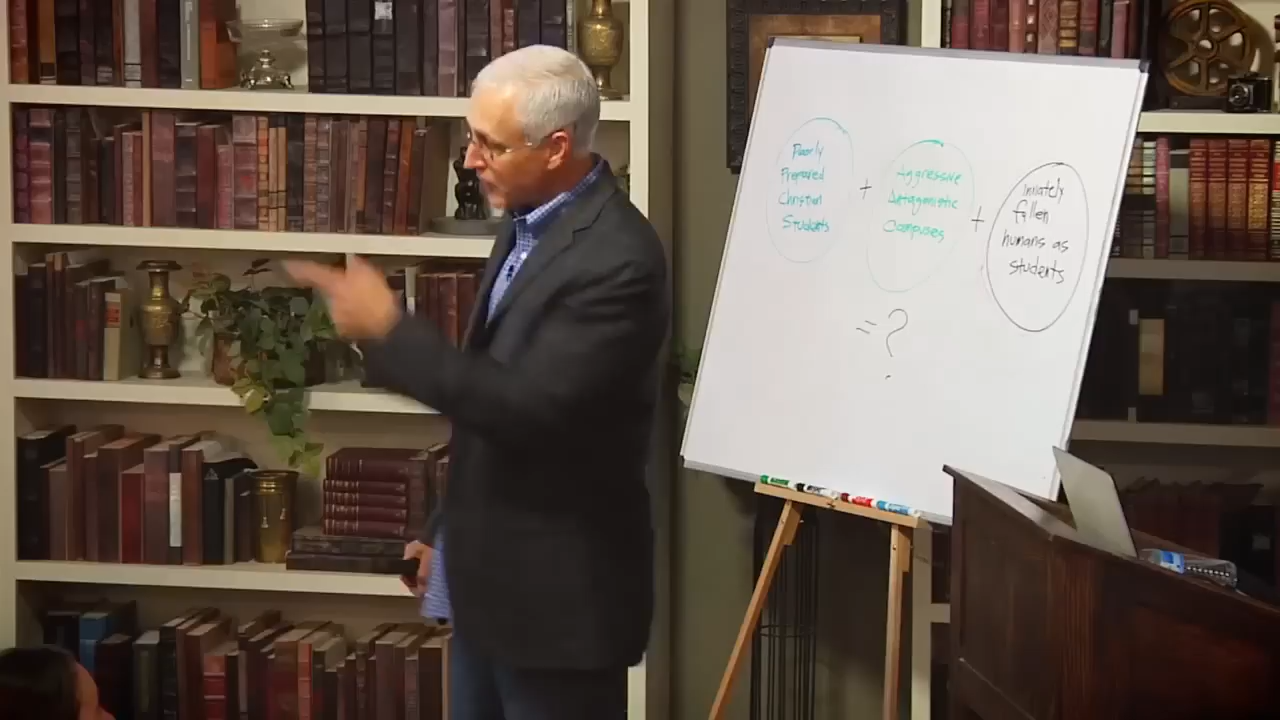 Poorly
Prepared
Christian
Students
+
Aggressive
Antagonistic
Campuses
+
innately
fallen
humans as
students
= ?